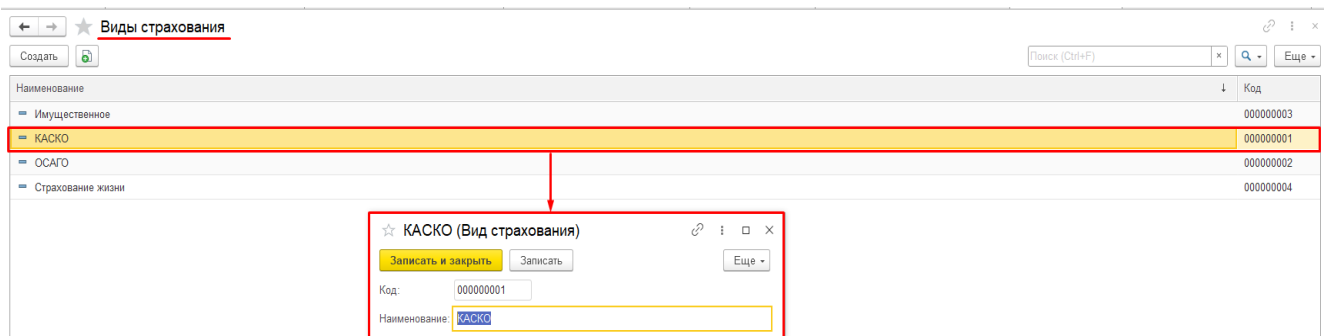 Виды страхования
Создать Поиск (Ctrl+F) × Еще
Наименование ↓ Код
Имущественное 000000003
КАСКО 000000001
ОСАГО 000000002
Страхование жизни 000000004
КАСКО (Вид страхования)
Записать и закрыть Записать Еще
Код: 000000001
Наименование: КАСКО